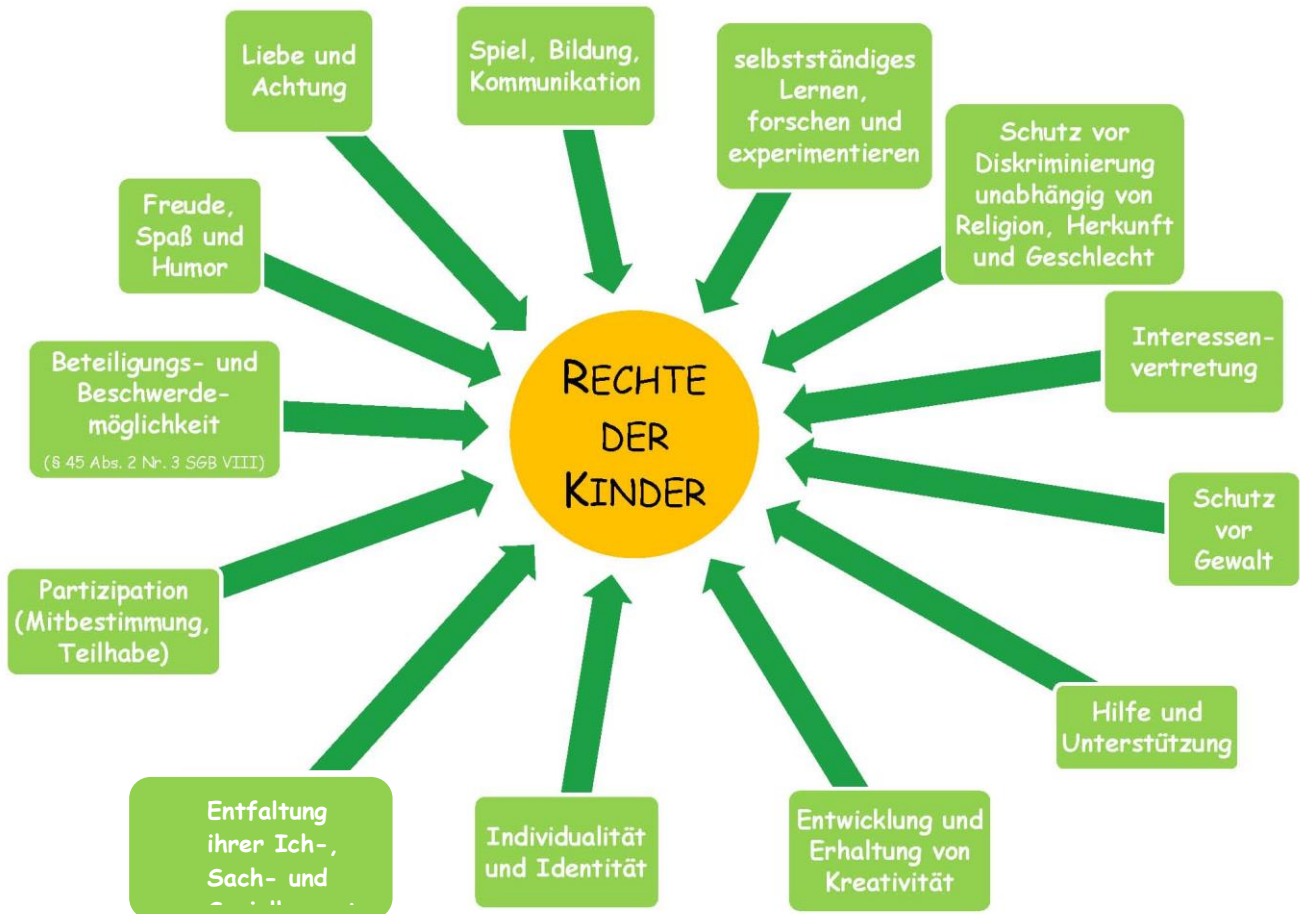 Liebe und
Achtung
Spiel, Bildung,
Kommunikation
selbstständiges
Lernen,
forschen und
experimentieren
Schutz vor
Diskriminierung
unabhängig von
Religion, Herkunft
und Geschlecht
Freude,
Spaß und
Humor
Interessen-
vertretung
Beteiligungs- und
Beschwerde-
möglichkeit
(§ 45 Abs. 2 Nr. 3 SGB VIII)
RECHTE
DER
KINDER
Schutz
vor
Gewalt
Partizipation
(Mitbestimmung,
Teilhabe)
Hilfe und
Unterstützung
Entfaltung
ihrer Ich-,
Sach- und
Individualität
und Identität
Entwicklung und
Erhaltung von
Kreativität